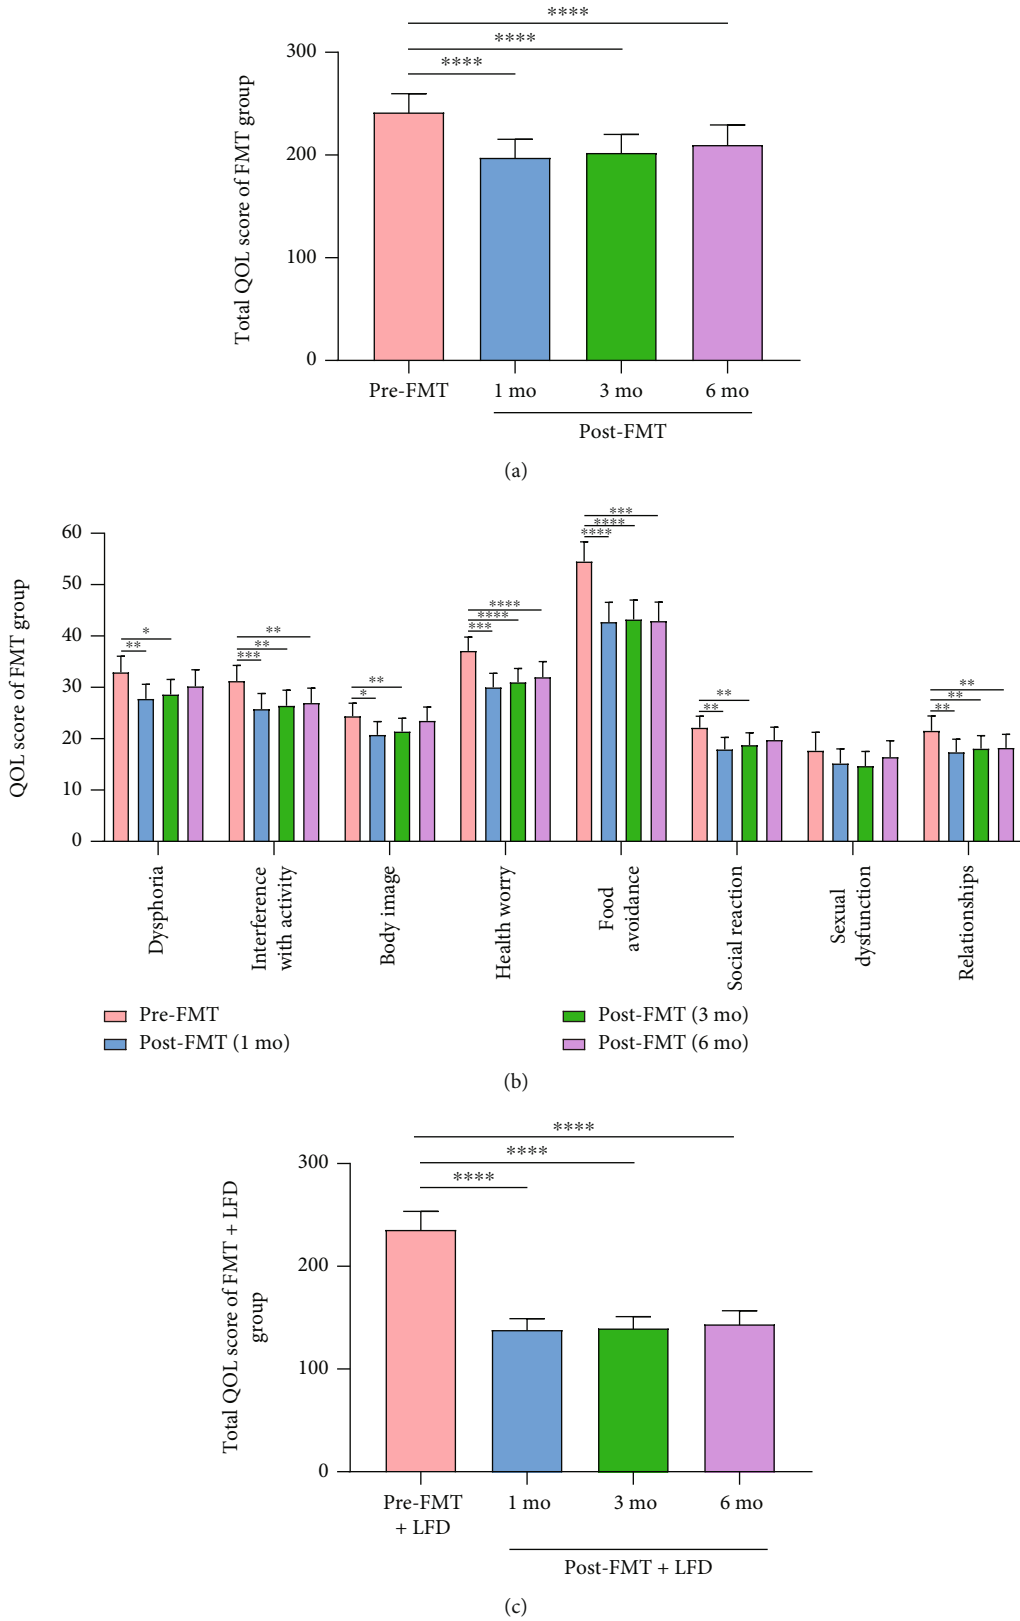 ****
****
****
300
200
100
0
Total QOL score of FMT group
Pre-FMT
1 mo
3 mo
6 mo
Post-FMT
(a)
60
50
40
30
20
10
0
QOL score of FMT group
*
**
**
**
***
**
*
****
****
***
***
****
****
**
**
**
**
**
Dysphoria
Interference
with activity
Body image
Health worry
Food
avoidance
Social reaction
Sexual
dysfunction
Relationships
Pre-FMT
Post-FMT (1 mo)
Post-FMT (3 mo)
Post-FMT (6 mo)
(b)
****
****
****
300
200
100
0
Total QOL score of FMT + LFD
group
Pre-FMT
+ LFD
1 mo
3 mo
6 mo
Post-FMT + LFD
(c)